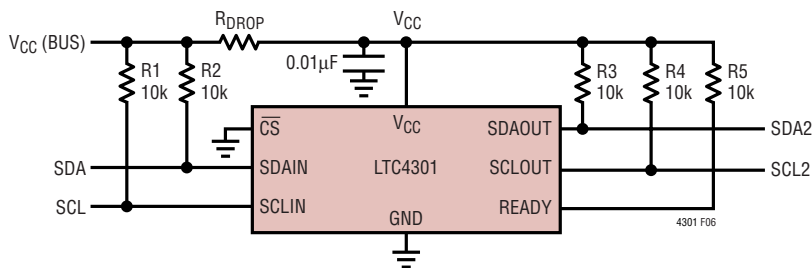 RDROP
VCC
VCC (BUS)
0.01µF
R1
10k
R2
10k
R3
10k
R4
10k
R5
10k
CS
VCC
SDAOUT
SDA2
SDA
SDAIN
LTC4301
SCLOUT
SCL2
SCL
SCLIN
GND
READY
4301 F06